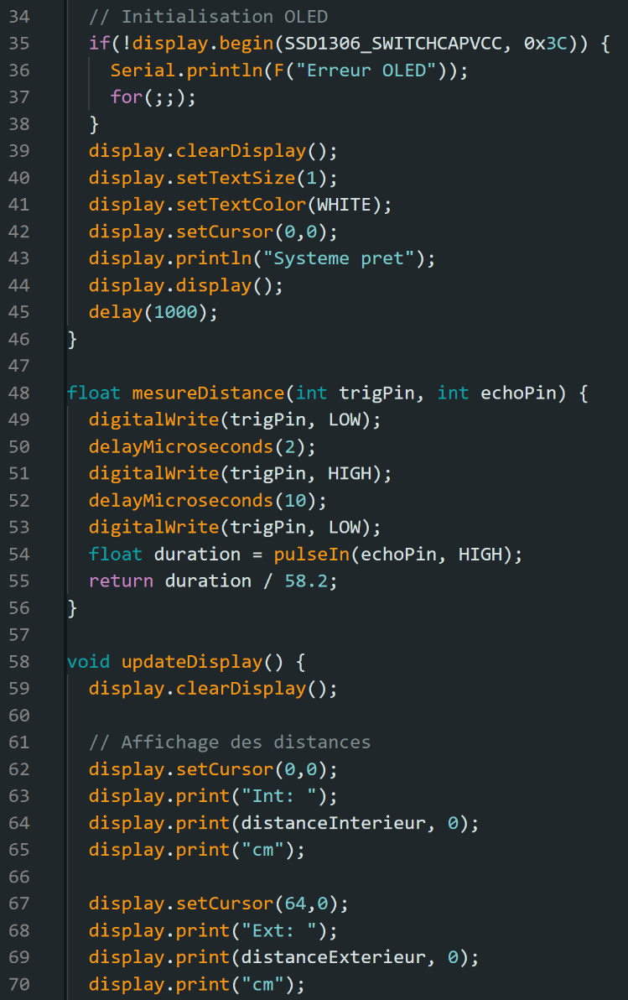 34 // Initialisation OLED
35 if(!display.begin(SSD1306_SWITCHCAPVCC, 0x3C)) {
36 Serial.println(F("Erreur OLED"));
37 for(;;);
38 }
39 display.clearDisplay();
40 display.setTextSize(1);
41 display.setTextColor(WHITE);
42 display.setCursor(0,0);
43 display.println("Systeme pret");
44 display.display();
45 delay(1000);
46 }
47
48 float mesureDistance(int trigPin, int echoPin) {
49 digitalWrite(trigPin, LOW);
50 delayMicroseconds(2);
51 digitalWrite(trigPin, HIGH);
52 delayMicroseconds(10);
53 digitalWrite(trigPin, LOW);
54 float duration = pulseIn(echoPin, HIGH);
55 return duration / 58.2;
56 }
57
58 void updateDisplay() {
59 display.clearDisplay();
60
61 // Affichage des distances
62 display.setCursor(0,0);
63 display.print("Int: ");
64 display.print(distanceInterieur, 0);
65 display.print("cm");
66
67 display.setCursor(64,0);
68 display.print("Ext: ");
69 display.print(distanceExterieur, 0);
70 display.print("cm");